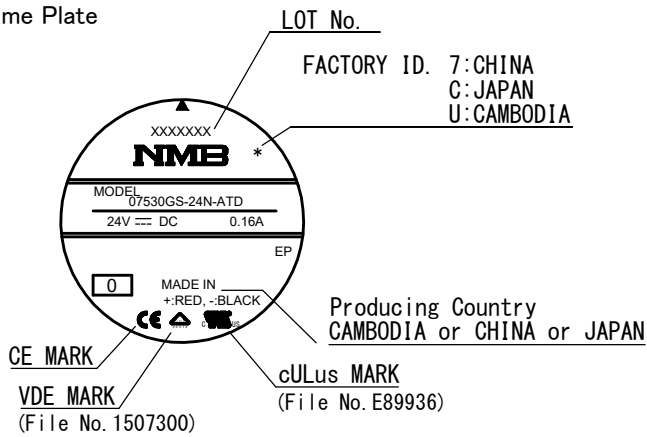 me Plate
LOT No.
FACTORY ID. 7:CHINA
C:JAPAN
U:CAMBODIA
XXXXXXX
NMB *
MODEL
07530GS-24N-ATD
24V DC 0.16A
EP
0
MADE IN
+:RED, -:BLACK
CE
C US
Producing Country
CAMBODIA or CHINA or JAPAN
CE MARK
VDE MARK
(File No.1507300)
cULus MARK
(File No.E89936)